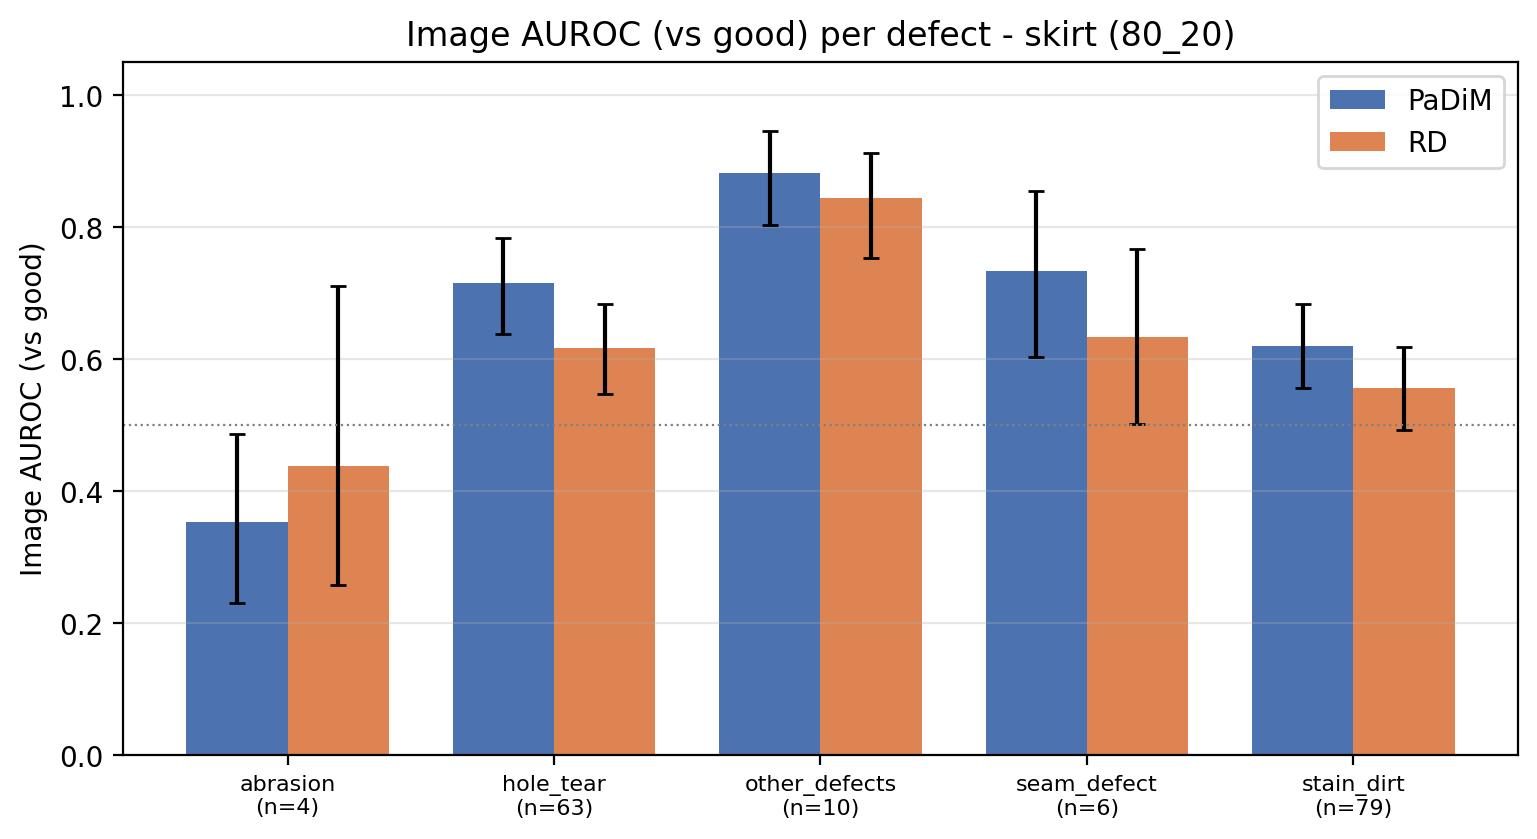 Image AUROC (vs good) per defect - skirt (80_20)
PaDiM
RD
Image AUROC (vs good)
1.0
0.8
0.6
0.4
0.2
0.0
abrasion
(n=4)
hole_tear
(n=63)
other_defects
(n=10)
seam_defect
(n=6)
stain_dirt
(n=79)